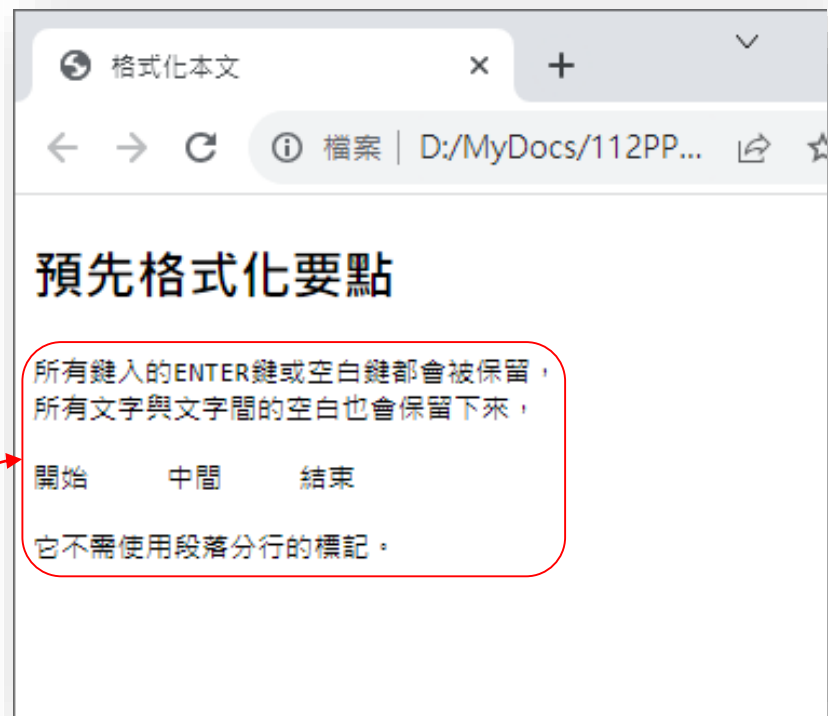 格式化本文
檔案 D:/MyDocs/112PP...
預先格式化要點
所有鍵入的ENTER鍵或空白鍵都會被保留，
所有文字與文字間的空白也會保留下來，
開始 中間 結束
它不需使用段落分行的標記。